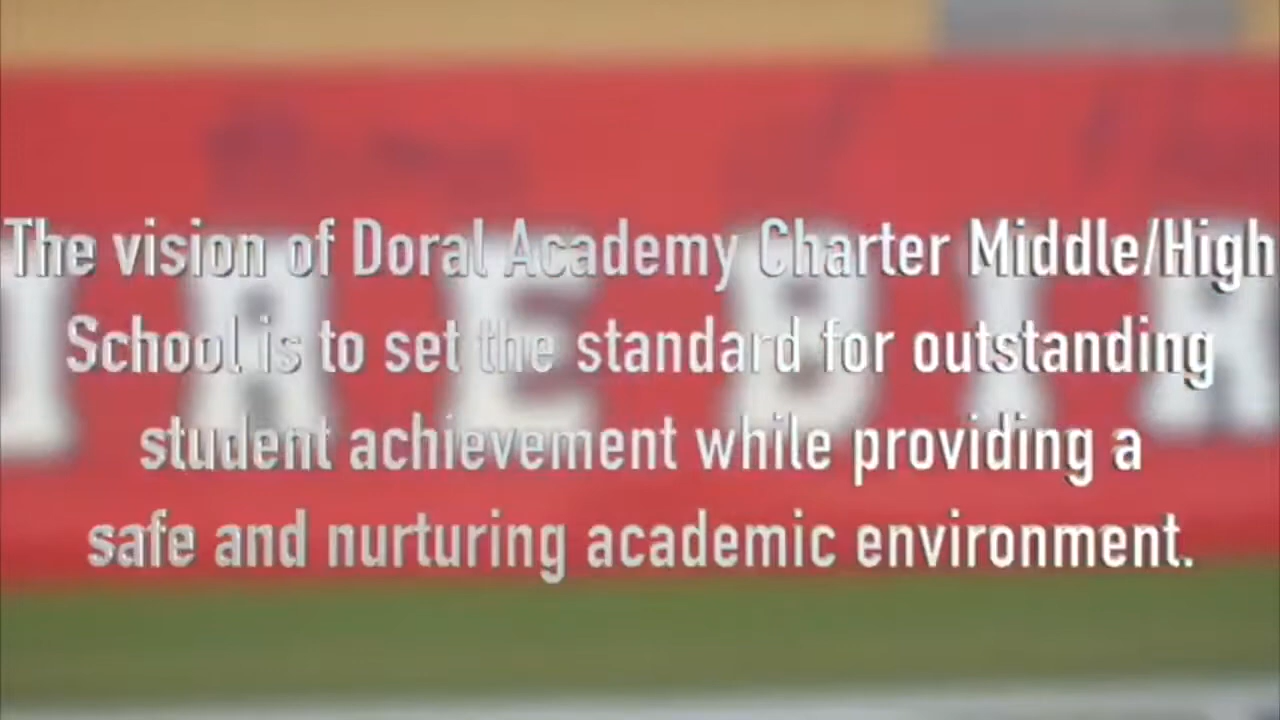 The vision of Doral Academy Charter Middle/High
School is to set the standard for outstanding
student achievement while providing a
safe and nurturing academic environment.